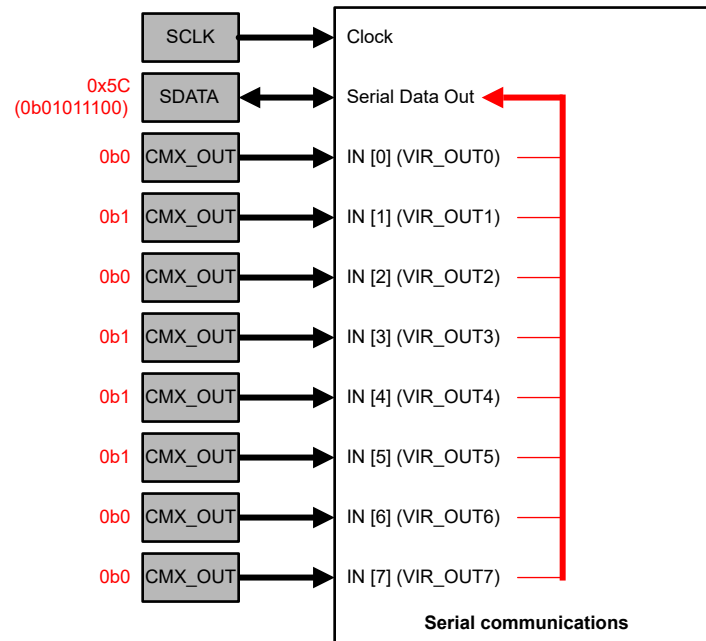 SCLK Clock
0x5C
(0b01011100) SDATA Serial Data Out
0b0 CMX_OUT IN [0] (VIR_OUT0)
0b1 CMX_OUT IN [1] (VIR_OUT1)
0b0 CMX_OUT IN [2] (VIR_OUT2)
0b1 CMX_OUT IN [3] (VIR_OUT3)
0b1 CMX_OUT IN [4] (VIR_OUT4)
0b1 CMX_OUT IN [5] (VIR_OUT5)
0b0 CMX_OUT IN [6] (VIR_OUT6)
0b0 CMX_OUT IN [7] (VIR_OUT7)
Serial communications